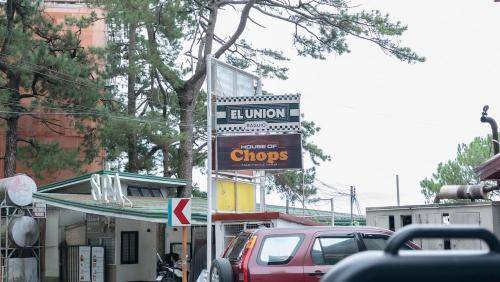 EL UNION
BAGUIO
HOUSE OF
Chops